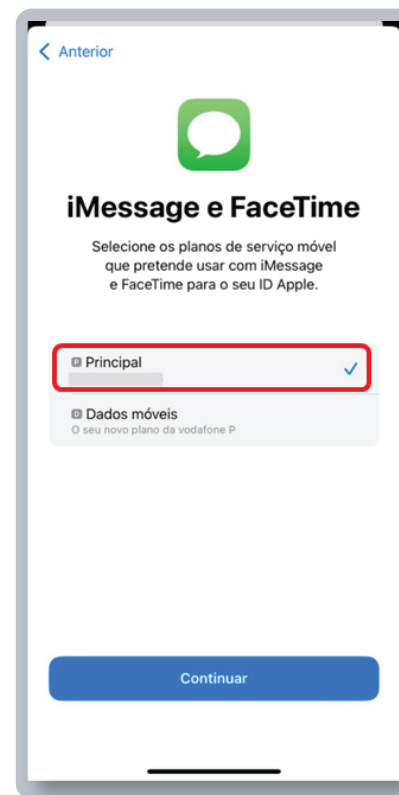 Anterior
iMessage e FaceTime
Selecione os planos de serviço móvel
que pretende usar com iMessage
e FaceTime para o seu ID Apple.
P Principal
D Dados móveis
O seu novo plano da vodafone P
Continuar